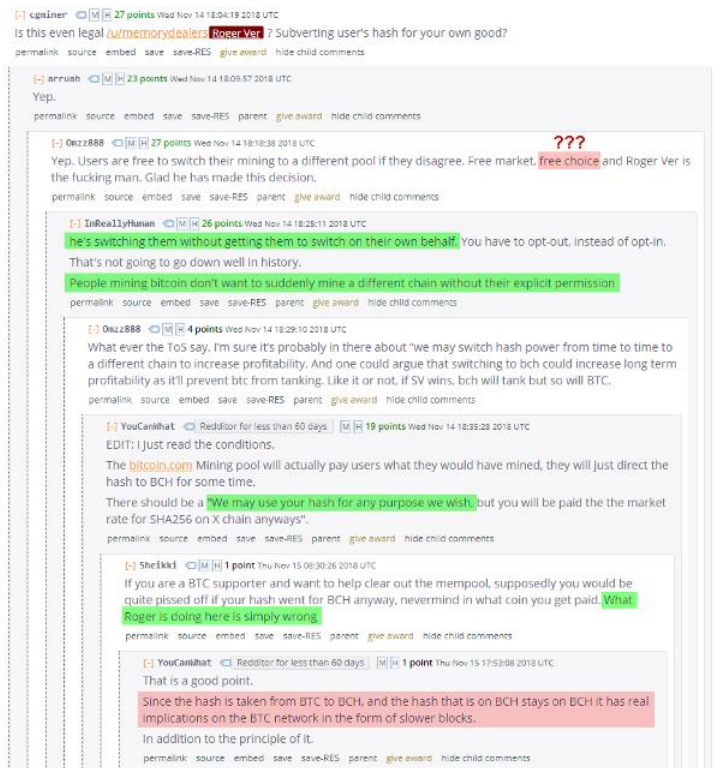 [-] cgminer M H 27 points Wed Nov 14 18:04:19 2018 UTC
Is this even legal /u/memorydealers Roger Ver ? Subverting user's hash for your own good?
permalink source embed save save-RES give award hide child comments
[-] arruah M H 23 points Wed Nov 14 18:09:57 2018 UTC
Yep.
permalink source embed save save-RES parent give award hide child comments
???
[-] Omzz888 M H 27 points Wed Nov 14 18:18:38 2018 UTC
Yep. Users are free to switch their mining to a different pool if they disagree. Free market, free choice and Roger Ver is
the fucking man. Glad he has made this decision.
permalink source embed save save-RES parent give award hide child comments
[-] ImReallyHuman M H 26 points Wed Nov 14 18:25:11 2018 UTC
he's switching them without getting them to switch on their own behalf. You have to opt-out, instead of opt-in.
That's not going to go down well in history.
People mining bitcoin don't want to suddenly mine a different chain without their explicit permission
permalink source embed save save-RES parent give award hide child comments
[-] Omzz888 M H 4 points Wed Nov 14 18:29:10 2018 UTC
What ever the ToS say. I'm sure it's probably in there about "we may switch hash power from time to time to
a different chain to increase profitability. And one could argue that switching to bch could increase long term
profitability as it'll prevent btc from tanking. Like it or not, if SV wins, bch will tank but so will BTC.
permalink source embed save save-RES parent give award hide child comments
[-] YouCanWhat Redditor for less than 60 days M H 19 points Wed Nov 14 18:35:28 2018 UTC
EDIT: I Just read the conditions.
The bitcoin.com Mining pool will actually pay users what they would have mined, they will just direct the
hash to BCH for some time.
There should be a "We may use your hash for any purpose we wish, but you will be paid the the market
rate for SHA256 on X chain anyways".
permalink source embed save save-RES parent give award hide child comments
[-] 5heikki M H 1 point Thu Nov 15 08:30:26 2018 UTC
If you are a BTC supporter and want to help clear out the mempool, supposedly you would be
quite pissed off if your hash went for BCH anyway, nevermind in what coin you get paid. What
Roger is doing here is simply wrong
permalink source embed save save-RES parent give award hide child comments
[-] YouCanWhat Redditor for less than 60 days M H 1 point Thu Nov 15 17:53:08 2018 UTC
That is a good point.
Since the hash is taken from BTC to BCH, and the hash that is on BCH stays on BCH it has real
implications on the BTC network in the form of slower blocks.
In addition to the principle of it.
permalink source embed save save-RES parent give award hide child comments